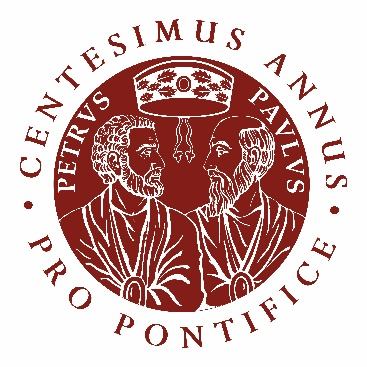 CENTESIMUS ANNUS
PETRVS
PAVLVS
• PRO PONTIFICE •